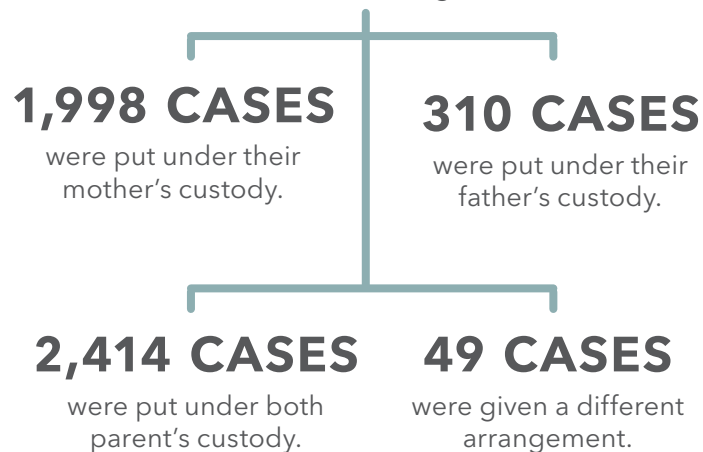 1,998 CASES
were put under their
mother's custody.
310 CASES
were put under their
father's custody.
2,414 CASES
were put under both
parent's custody.
49 CASES
were given a different
arrangement.